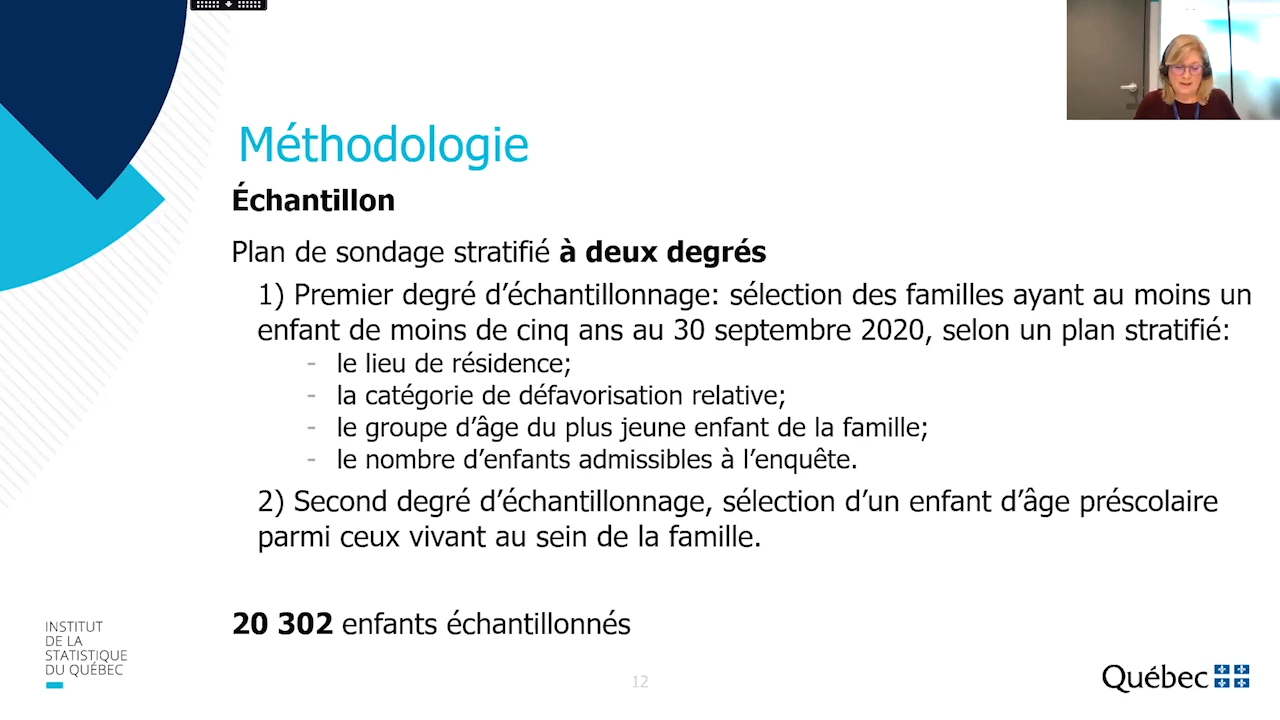 Méthodologie
Échantillon
Plan de sondage stratifié à deux degrés
1) Premier degré d’échantillonnage: sélection des familles ayant au moins un
enfant de moins de cinq ans au 30 septembre 2020, selon un plan stratifié:
- le lieu de résidence;
- la catégorie de défavorisation relative;
- le groupe d’âge du plus jeune enfant de la famille;
- le nombre d’enfants admissibles à l’enquête.
2) Second degré d’échantillonnage, sélection d’un enfant d’âge préscolaire
parmi ceux vivant au sein de la famille.
20 302 enfants échantillonnés
INSTITUT
DE LA
STATISTIQUE
DU QUÉBEC
12
Québec